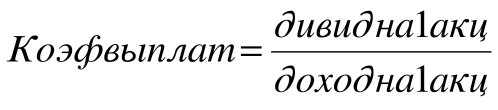 Коэфвыплат = дивидна1акц
доходна1акц